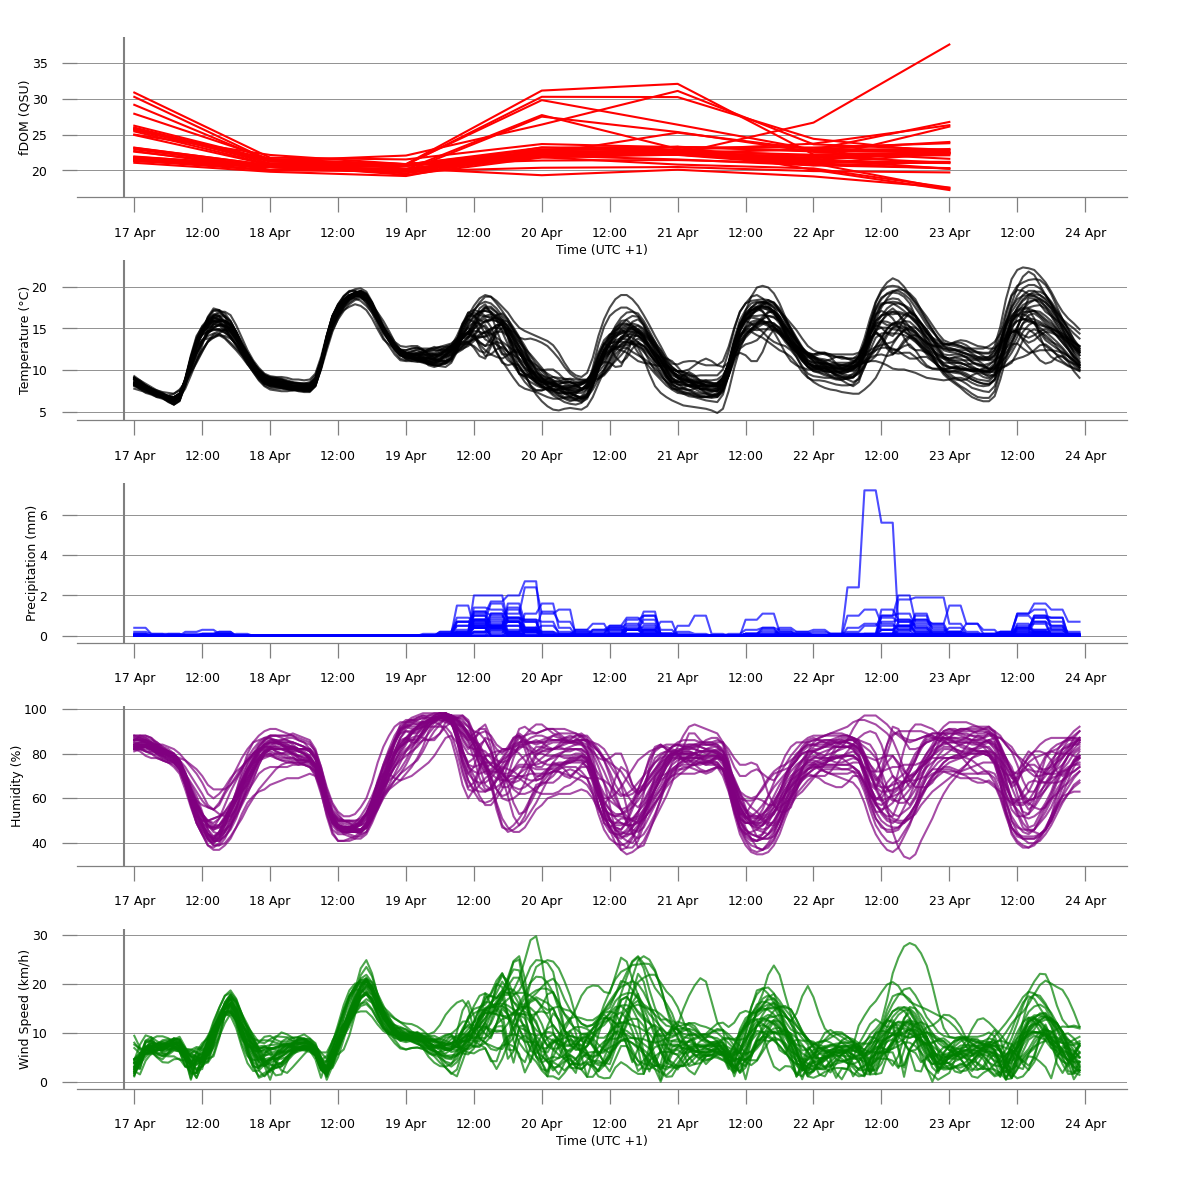 fDOM (QSU)
35
30
25
20
17 Apr 12:00 18 Apr 12:00 19 Apr 12:00 20 Apr 12:00 21 Apr 12:00 22 Apr 12:00 23 Apr 12:00 24 Apr
Time (UTC +1)
Temperature (°C)
20
15
10
5
17 Apr 12:00 18 Apr 12:00 19 Apr 12:00 20 Apr 12:00 21 Apr 12:00 22 Apr 12:00 23 Apr 12:00 24 Apr
Precipitation (mm)
6
4
2
0
17 Apr 12:00 18 Apr 12:00 19 Apr 12:00 20 Apr 12:00 21 Apr 12:00 22 Apr 12:00 23 Apr 12:00 24 Apr
Humidity (%)
100
80
60
40
17 Apr 12:00 18 Apr 12:00 19 Apr 12:00 20 Apr 12:00 21 Apr 12:00 22 Apr 12:00 23 Apr 12:00 24 Apr
Wind Speed (km/h)
30
20
10
0
17 Apr 12:00 18 Apr 12:00 19 Apr 12:00 20 Apr 12:00 21 Apr 12:00 22 Apr 12:00 23 Apr 12:00 24 Apr
Time (UTC +1)